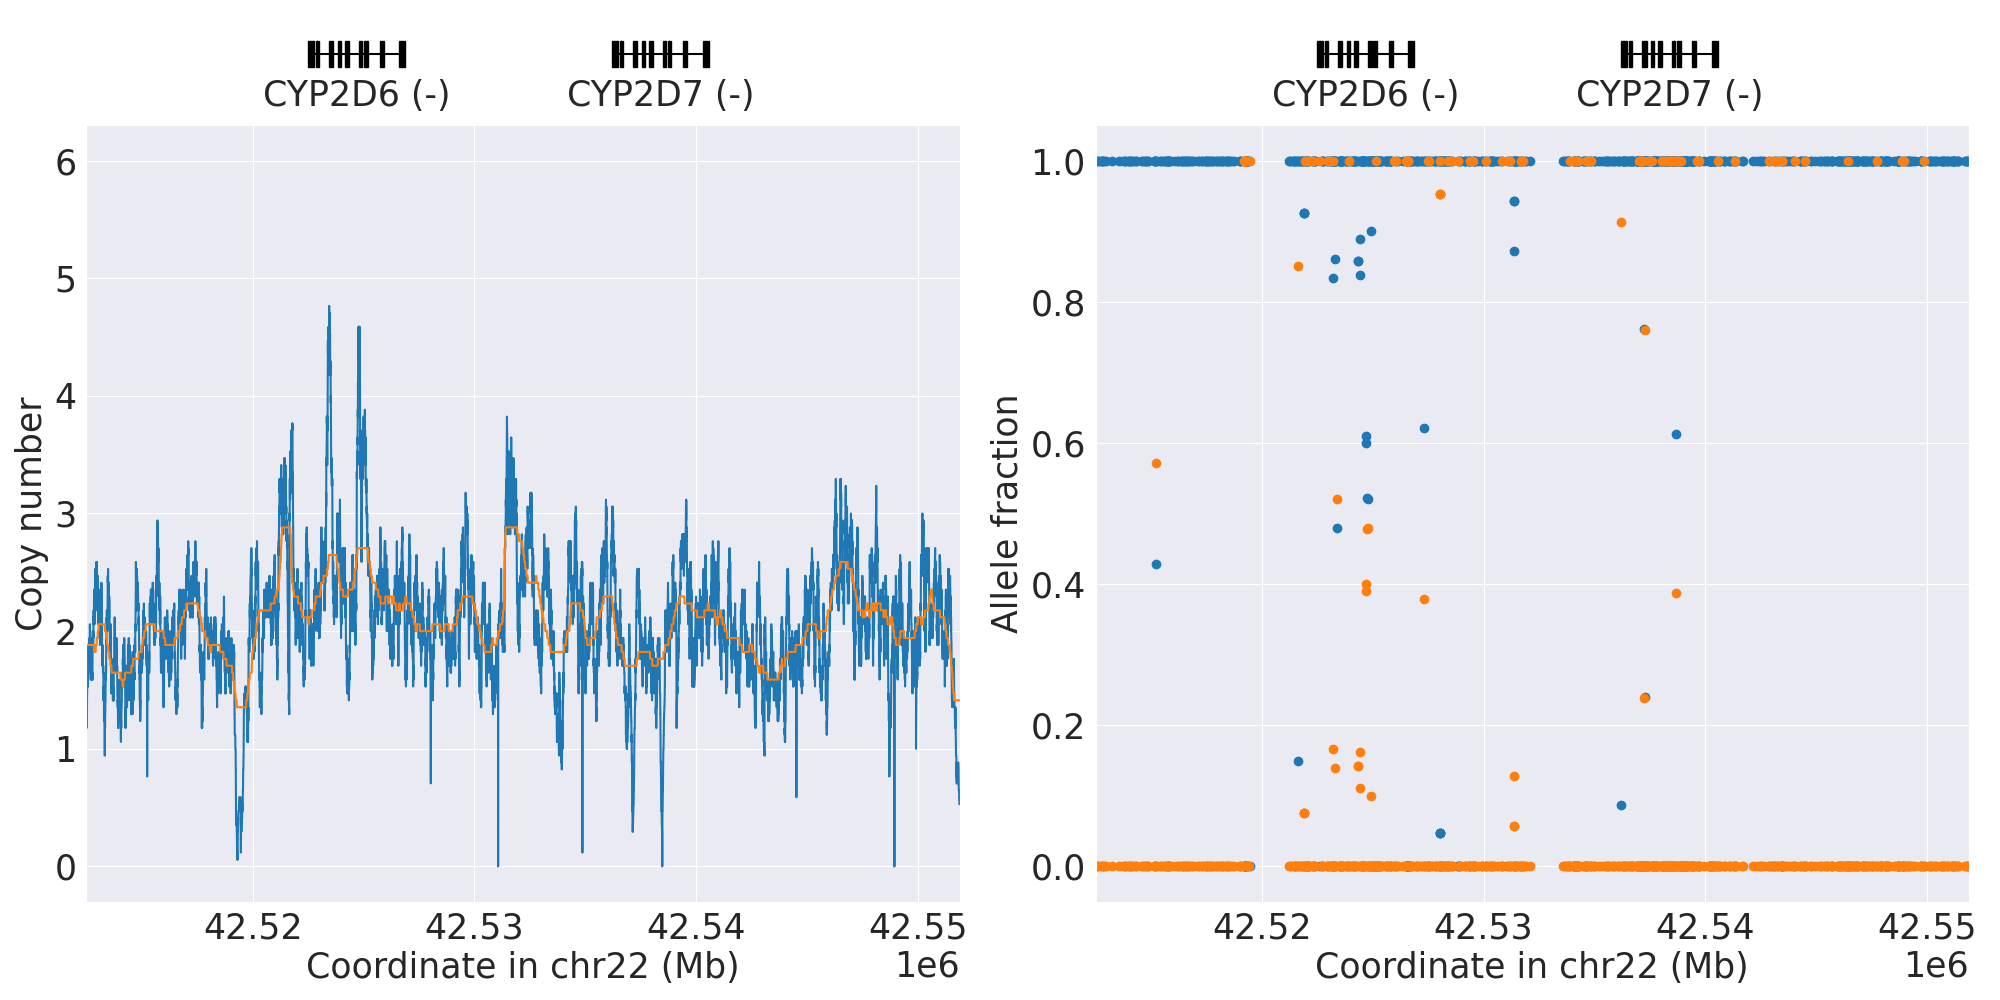 CYP2D6 (-)
CYP2D7 (-)
6
5
4
3
2
1
0
Copy number
42.52
42.53
42.54
42.55
Coordinate in chr22 (Mb)
1e6
CYP2D6 (-)
CYP2D7 (-)
1.0
0.8
0.6
0.4
0.2
0.0
Allele fraction
42.52
42.53
42.54
42.55
Coordinate in chr22 (Mb)
1e6